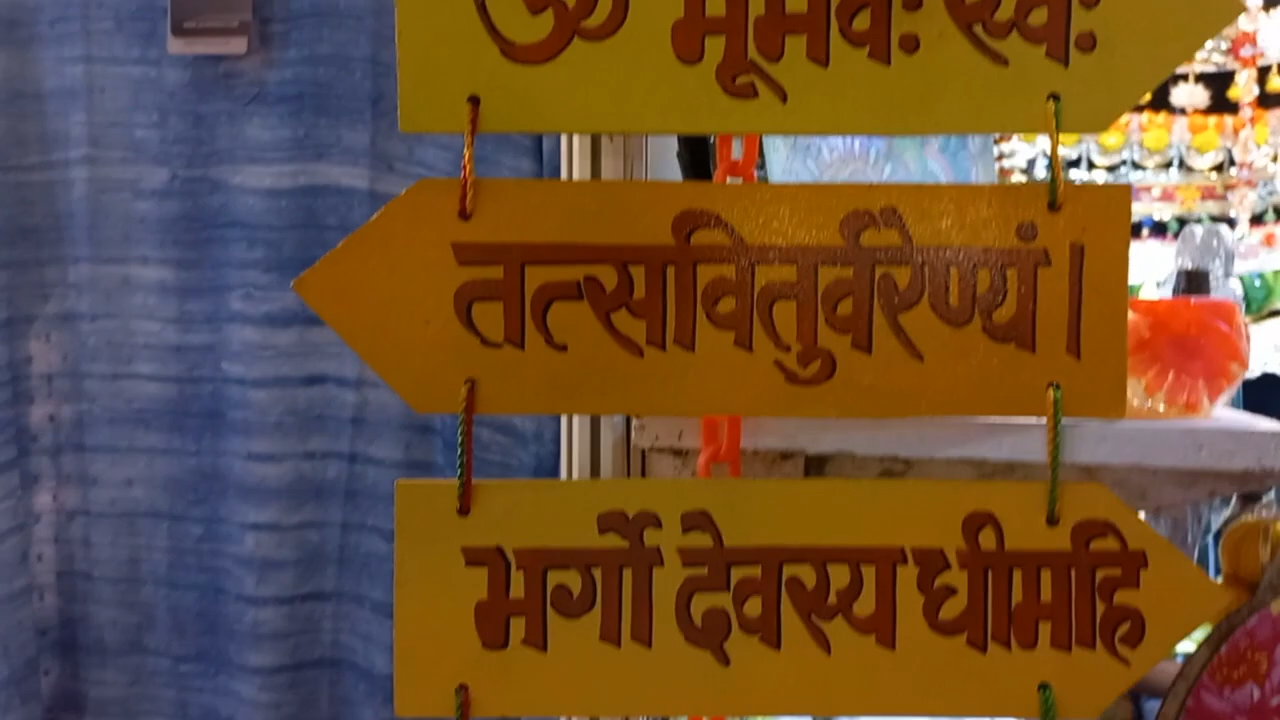 ॐ भूर्भुवः स्वः
तत्सवितुर्वरेण्यं।
भर्गो देवस्य धीमहि